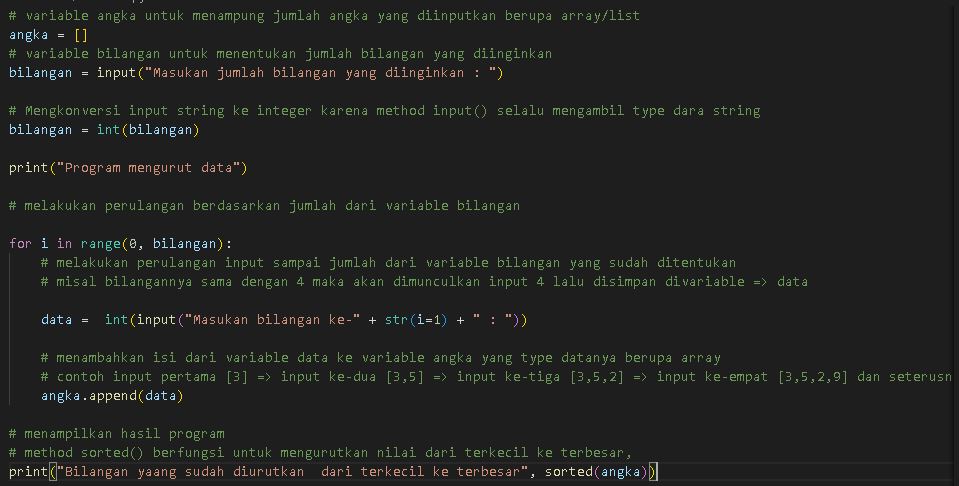 # variable angka untuk menampung jumlah angka yang diinputkan berupa array/list
angka = []
# variable bilangan untuk menentukan jumlah bilangan yang diinginkan
bilangan = input("Masukan jumlah bilangan yang diinginkan : ")
# Mengkonversi input string ke integer karena method input() selalu mengambil type dara string
bilangan = int(bilangan)
print("Program mengurut data")
# melakukan perulangan berdasarkan jumlah dari variable bilangan
for i in range(0, bilangan):
    # melakukan perulangan input sampai jumlah dari variable bilangan yang sudah ditentukan
    # misal bilangannya sama dengan 4 maka akan dimunculkan input 4 lalu disimpan divariable => data
    data =  int(input("Masukan bilangan ke-" + str(i=1) + " : "))
    # menambahkan isi dari variable data ke variable angka yang type datanya berupa array
    # contoh input pertama [3] => input ke-dua [3,5] => input ke-tiga [3,5,2] => input ke-empat [3,5,2,9] dan seterusn
    angka.append(data)
# menampilkan hasil program
# method sorted() berfungsi untuk mengurutkan nilai dari terkecil ke terbesar,
print("Bilangan yaang sudah diurutkan  dari terkecil ke terbesar", sorted(angka))